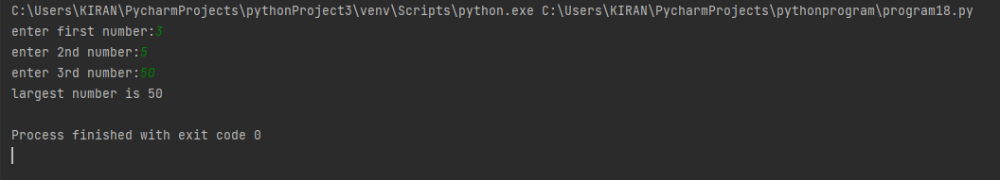 C:\Users\KIRAN\PycharmProjects\pythonProject3\venv\Scripts\python.exe C:\Users\KIRAN\PycharmProjects\pythonprogram\program18.py
enter first number:3
enter 2nd number:5
enter 3rd number:50
largest number is 50
Process finished with exit code 0